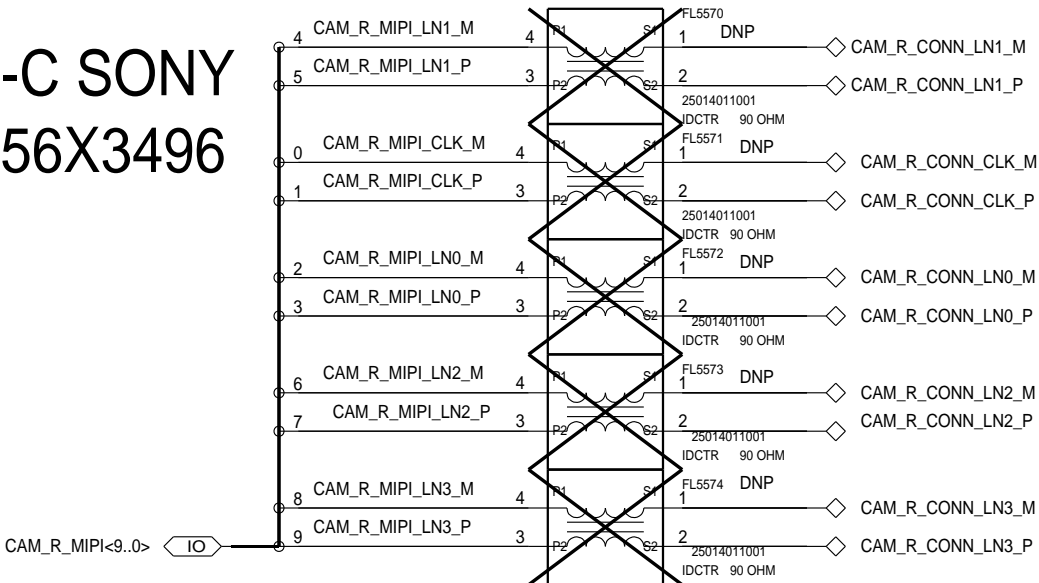 -C SONY
56X3496
FL5570
4 CAM_R_MIPI_LN1_M 4 P1 S1 1 DNP CAM_R_CONN_LN1_M
5 CAM_R_MIPI_LN1_P 3 P2 S2 2 CAM_R_CONN_LN1_P
25014011001
IDCTR 90 OHM
FL5571
0 CAM_R_MIPI_CLK_M 4 P1 S1 1 DNP CAM_R_CONN_CLK_M
1 CAM_R_MIPI_CLK_P 3 P2 S2 2 CAM_R_CONN_CLK_P
25014011001
IDCTR 90 OHM
FL5572
2 CAM_R_MIPI_LN0_M 4 P1 S1 1 DNP CAM_R_CONN_LN0_M
3 CAM_R_MIPI_LN0_P 3 P2 S2 2 CAM_R_CONN_LN0_P
25014011001
IDCTR 90 OHM
FL5573
6 CAM_R_MIPI_LN2_M 4 P1 S1 1 DNP CAM_R_CONN_LN2_M
7 CAM_R_MIPI_LN2_P 3 P2 S2 2 CAM_R_CONN_LN2_P
25014011001
IDCTR 90 OHM
FL5574
8 CAM_R_MIPI_LN3_M 4 P1 S1 1 DNP CAM_R_CONN_LN3_M
9 CAM_R_MIPI_LN3_P 3 P2 S2 2 CAM_R_CONN_LN3_P
CAM_R_MIPI<9..0> IO
25014011001
IDCTR 90 OHM